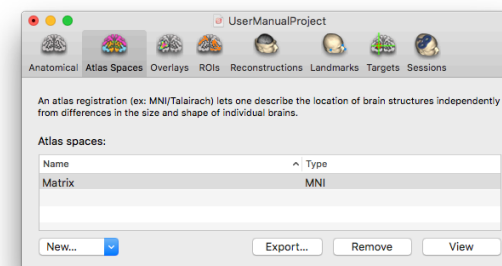 UserManualProject
Anatomical Atlas Spaces Overlays ROIs Reconstructions Landmarks Targets Sessions
An atlas registration (ex: MNI/Talairach) lets one describe the location of brain structures independently
from differences in the size and shape of individual brains.
Atlas spaces:
Name Type
Matrix MNI
New... Export... Remove View